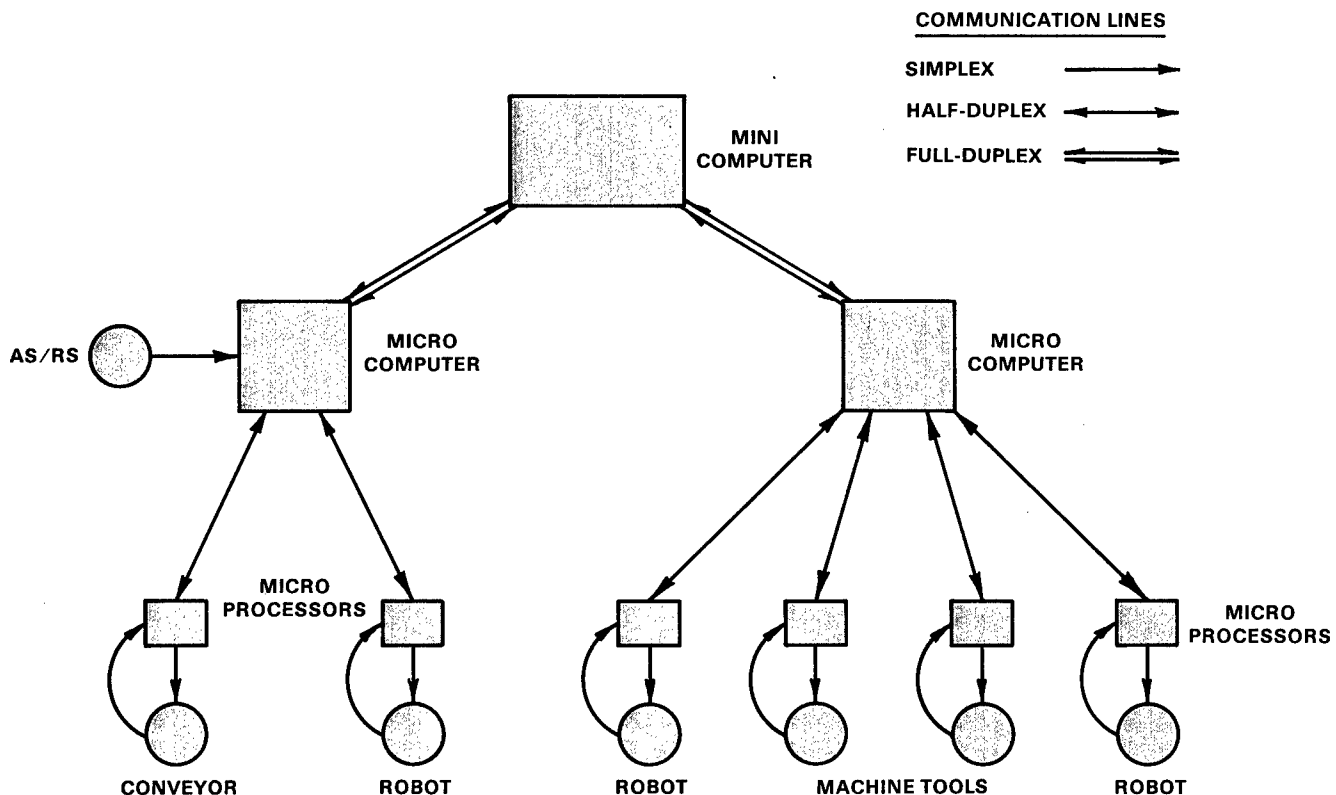 COMMUNICATION LINES
SIMPLEX
HALF-DUPLEX
FULL-DUPLEX
MINI
COMPUTER
AS/RS
MICRO
COMPUTER
MICRO
COMPUTER
MICRO
PROCESSORS
MICRO
PROCESSORS
CONVEYOR
ROBOT
ROBOT
MACHINE TOOLS
ROBOT